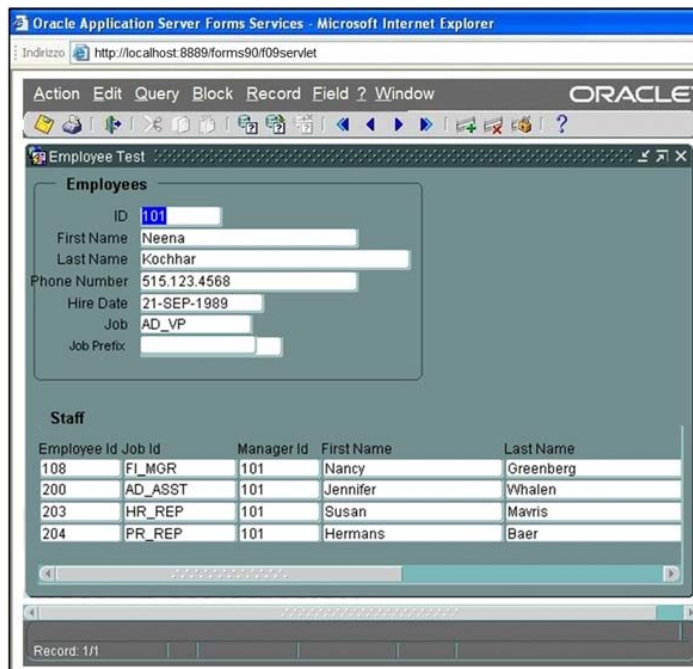 Oracle Application Server Forms Services - Microsoft Internet Explorer
Indirizzo http://localhost:8889/forms90/f09servlet
Action Edit Query Block Record Field ? Window ORACLE
?
Employee Test
Employees
ID 101
First Name Neena
Last Name Kochhar
Phone Number 515.123.4568
Hire Date 21-SEP-1989
Job AD_VP
Job Prefix
Staff
Employee Id Job Id Manager Id First Name Last Name
108 FI_MGR 101 Nancy Greenberg
200 AD_ASST 101 Jennifer Whalen
203 HR_REP 101 Susan Mavris
204 PR_REP 101 Hermans Baer
Record: 1/1